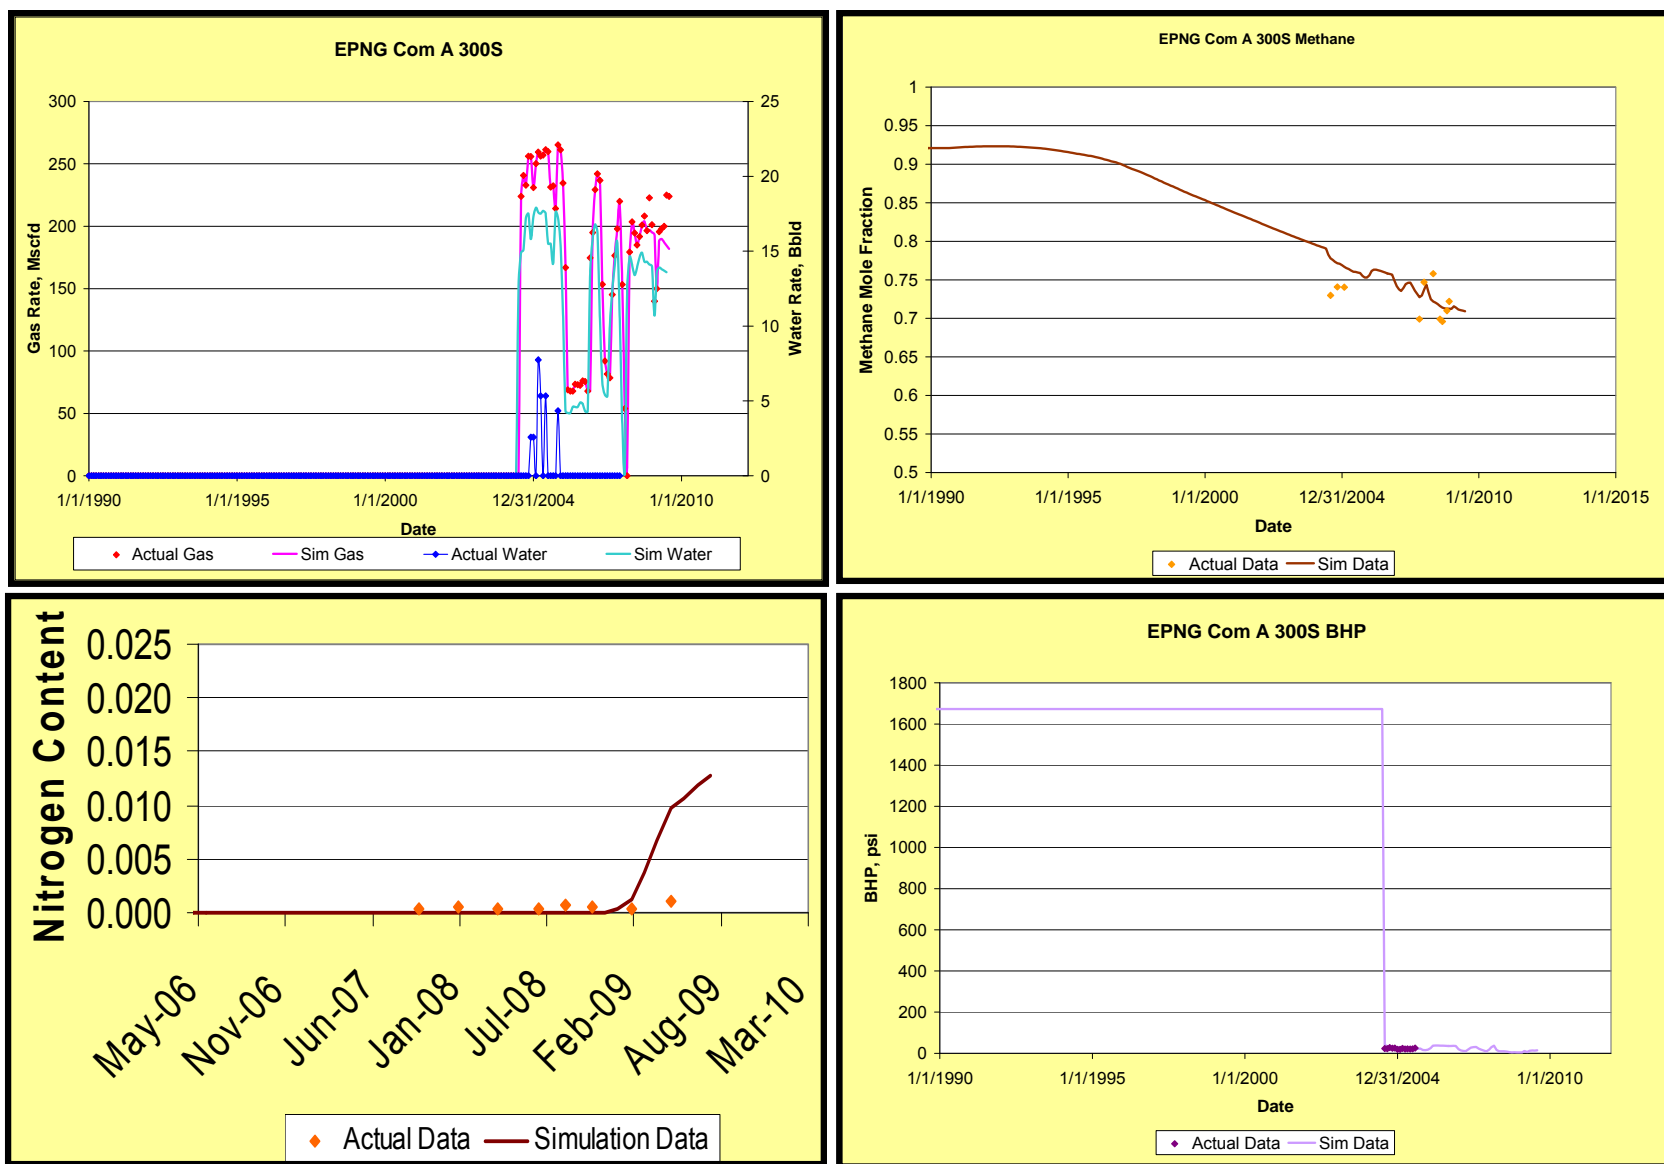 EPNG Com A 300S
300
250
200
150
100
50
0
Gas Rate, Mscfd
25
20
15
10
5
0
Water Rate, Bbld
1/1/1990
1/1/1995
1/1/2000
12/31/2004
1/1/2010
Date
Actual Gas
Sim Gas
Actual Water
Sim Water
EPNG Com A 300S Methane
1
0.95
0.9
0.85
0.8
0.75
0.7
0.65
0.6
0.55
0.5
Methane Mole Fraction
1/1/1990
1/1/1995
1/1/2000
12/31/2004
1/1/2010
1/1/2015
Date
Actual Data
Sim Data
Nitrogen Content
0.025
0.020
0.015
0.010
0.005
0.000
May-06
Nov-06
Jun-07
Jan-08
Jul-08
Feb-09
Aug-09
Mar-10
Actual Data
Simulation Data
EPNG Com A 300S BHP
1800
1600
1400
1200
1000
800
600
400
200
0
BHP, psi
1/1/1990
1/1/1995
1/1/2000
12/31/2004
1/1/2010
Date
Actual Data
Sim Data